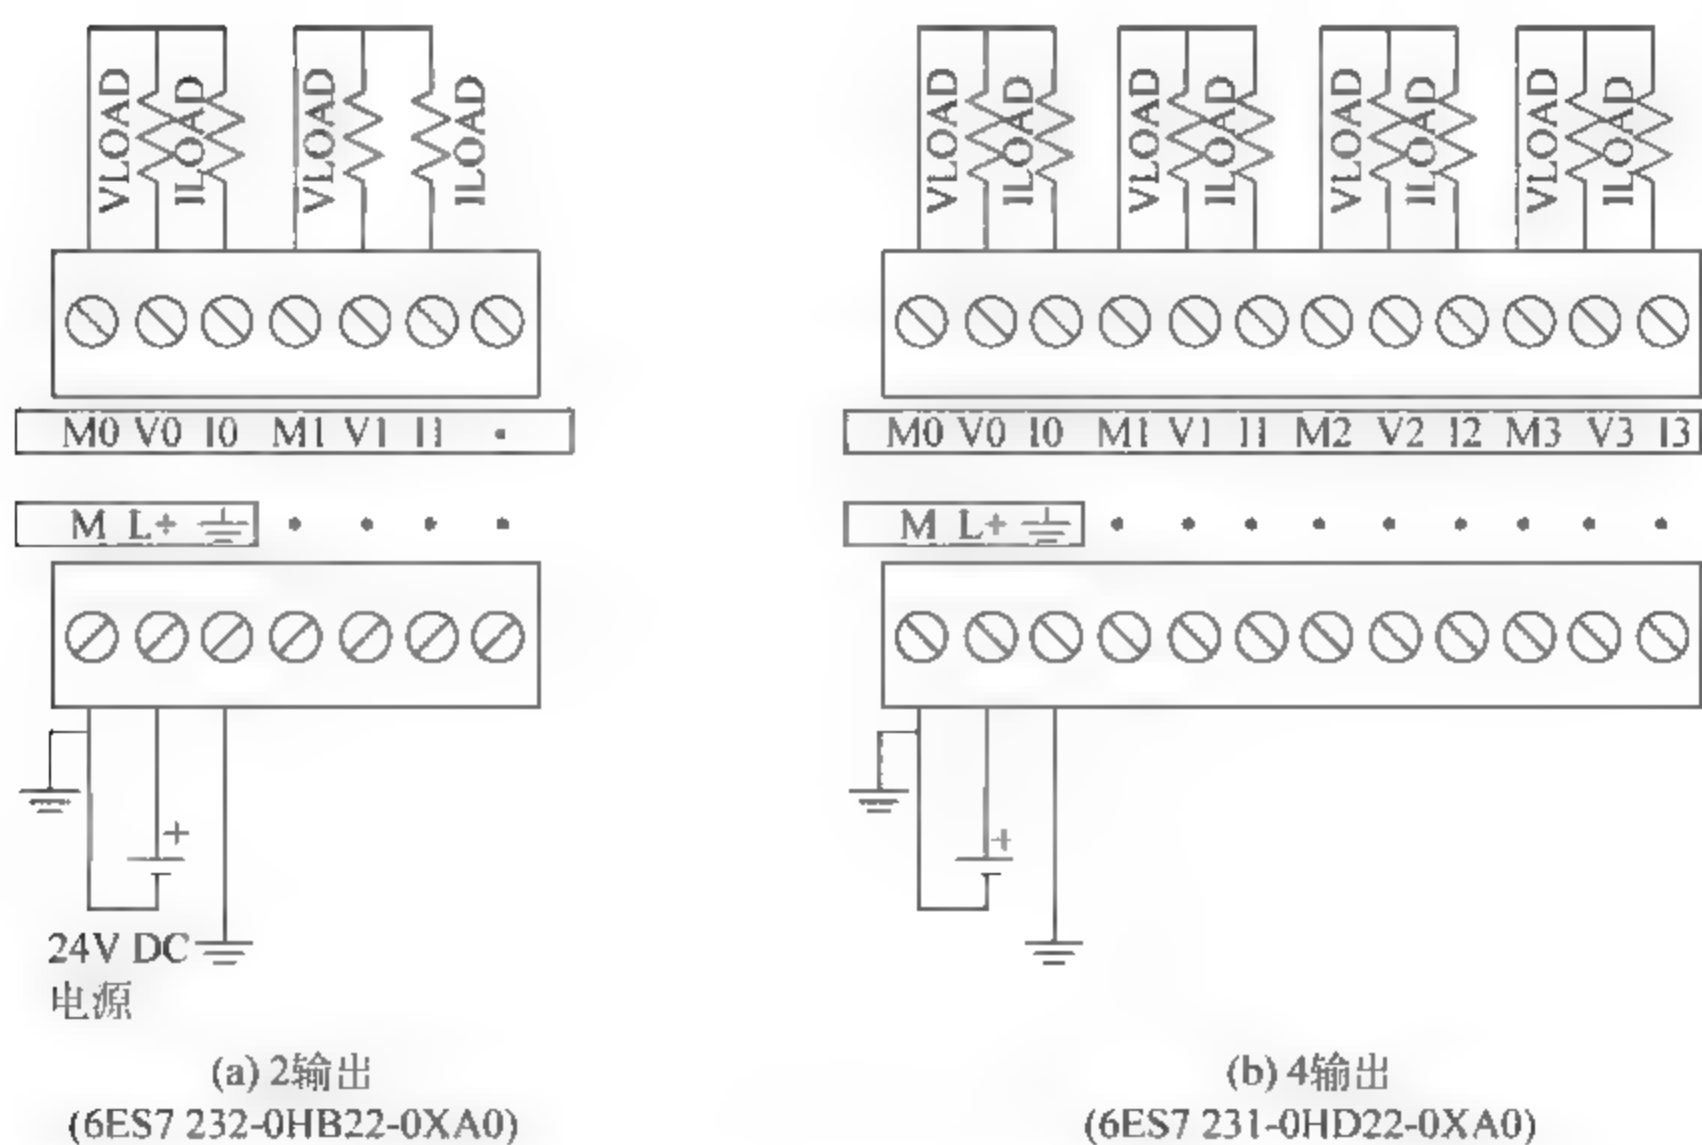 VLOAD ILOAD VLOAD ILOAD
VLOAD ILOAD VLOAD ILOAD VLOAD ILOAD VLOAD ILOAD
M0 V0 I0 M1 V1 I1 •
M0 V0 I0 M1 V1 I1 M2 V2 I2 M3 V3 I3
M L+ • • • •
M L+ • • • • • • • • •
+
+
24V DC
电源
(a) 2输出
(6ES7 232-0HB22-0XA0)
(b) 4输出
(6ES7 231-0HD22-0XA0)